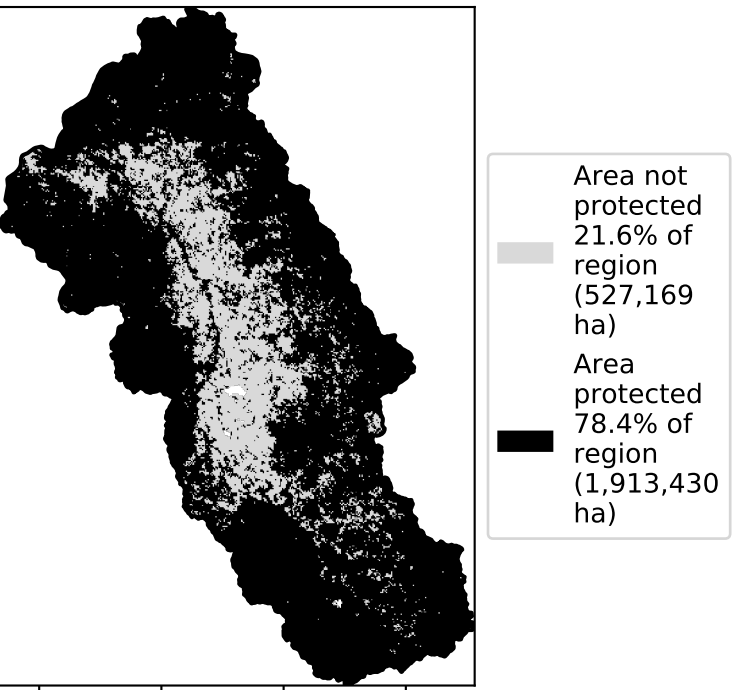 Area not
protected
21.6% of
region
(527,169
ha)
Area
protected
78.4% of
region
(1,913,430
ha)